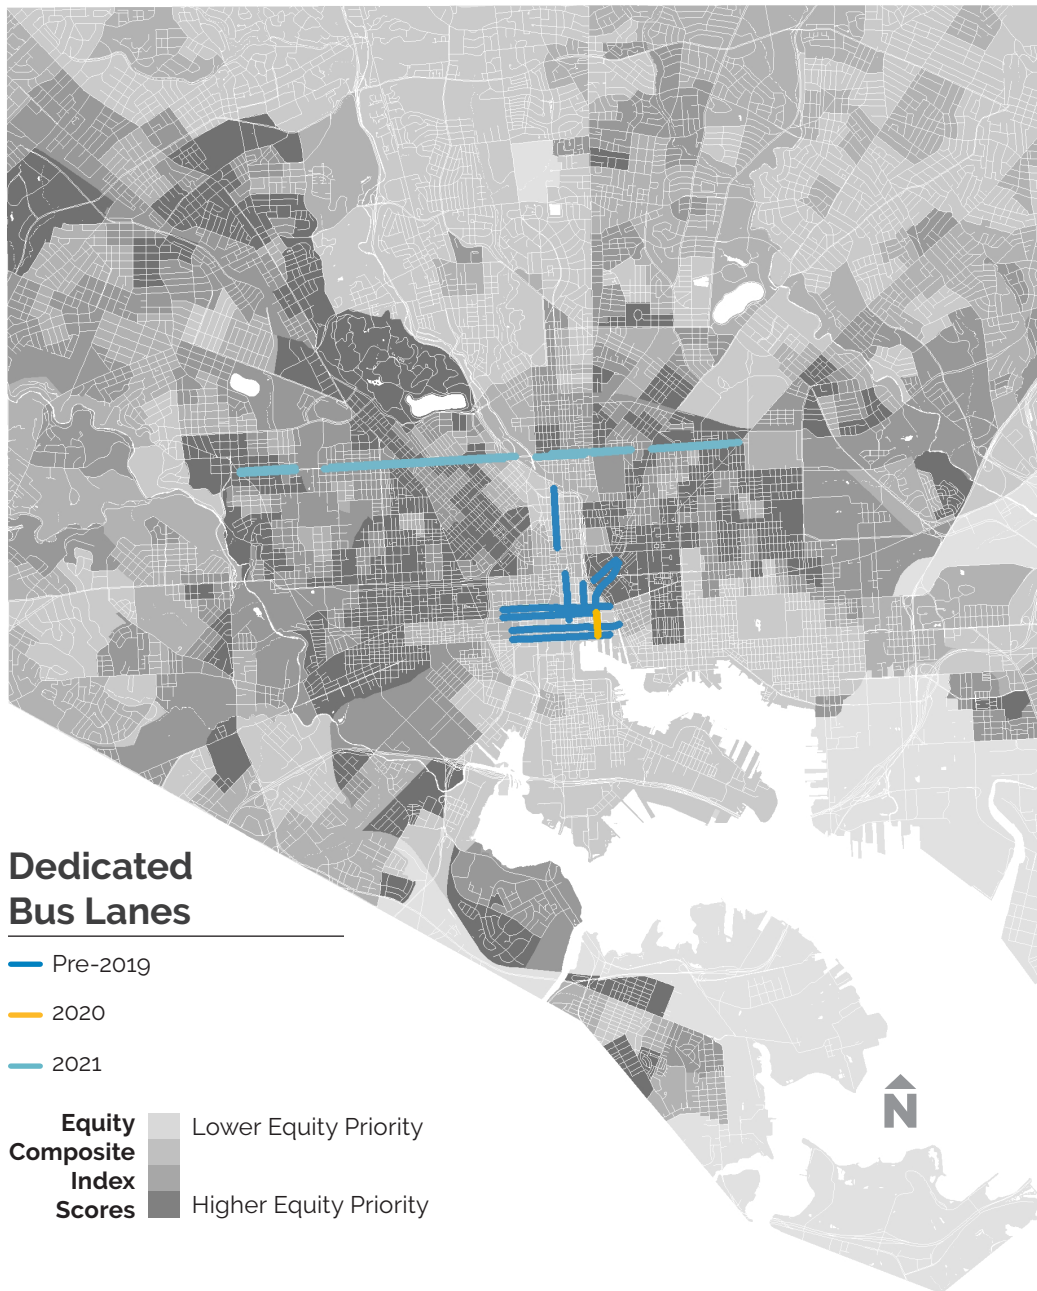 Dedicated
Bus Lanes
Pre-2019
2020
2021
Equity
Composite
Index
Scores
Lower Equity Priority
Higher Equity Priority
N